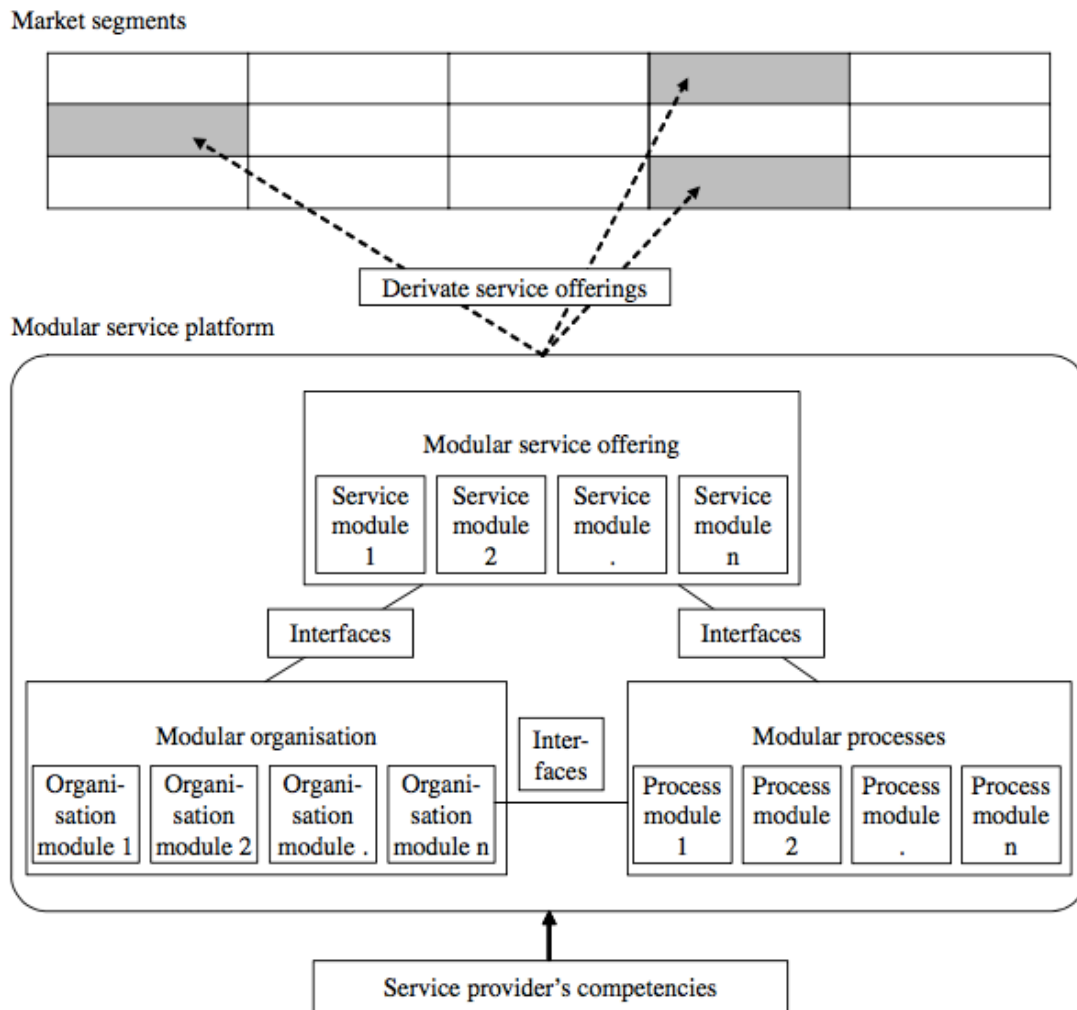 Market segments
Derivate service offerings
Modular service platform
Modular service offering
Service
module
1
Service
module
2
Service
module
.
Service
module
n
Interfaces
Interfaces
Modular organisation
Organi-
sation
module 1
Organi-
sation
module 2
Organi-
sation
module .
Organi-
sation
module n
Inter-
faces
Modular processes
Process
module
1
Process
module
2
Process
module
.
Process
module
n
Service provider’s competencies